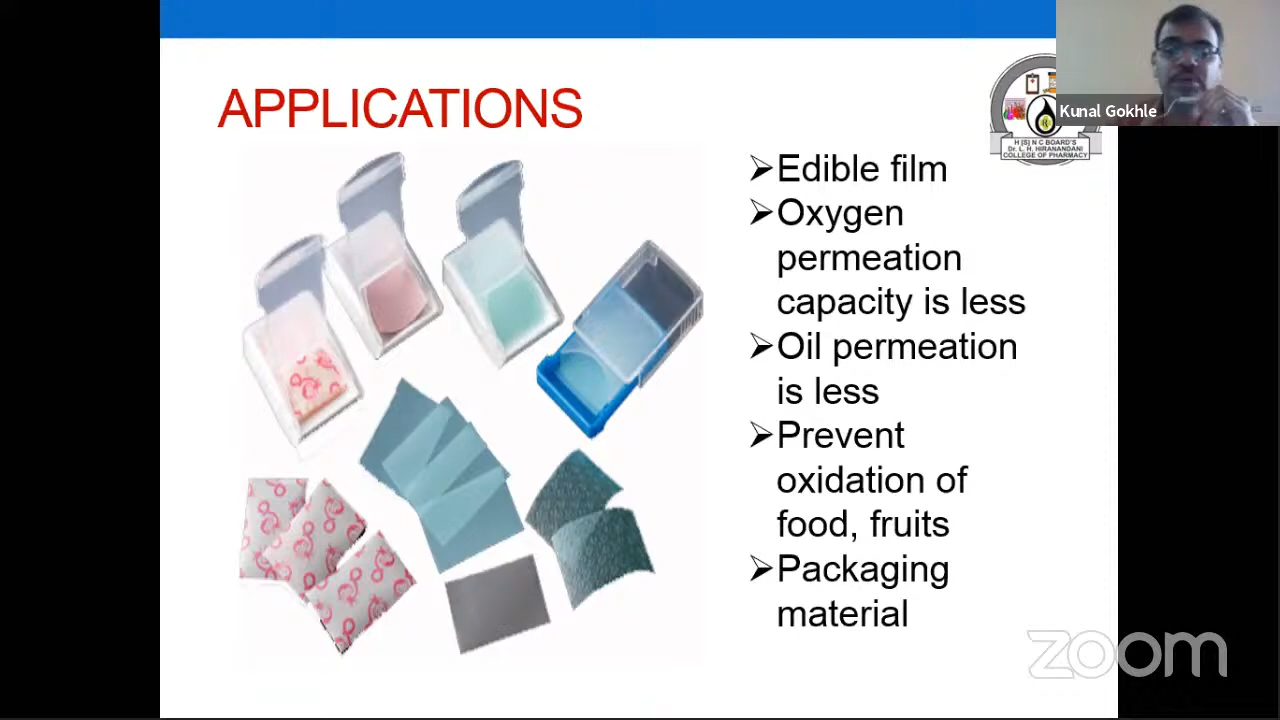 APPLICATIONS
Kunal Gokhle
H (S) N C BOARD'S
Dr. L. H. HIRANANDANI
COLLEGE OF PHARMACY
➢Edible film
➢Oxygen
permeation
capacity is less
➢Oil permeation
is less
➢Prevent
oxidation of
food, fruits
➢Packaging
material
zoom